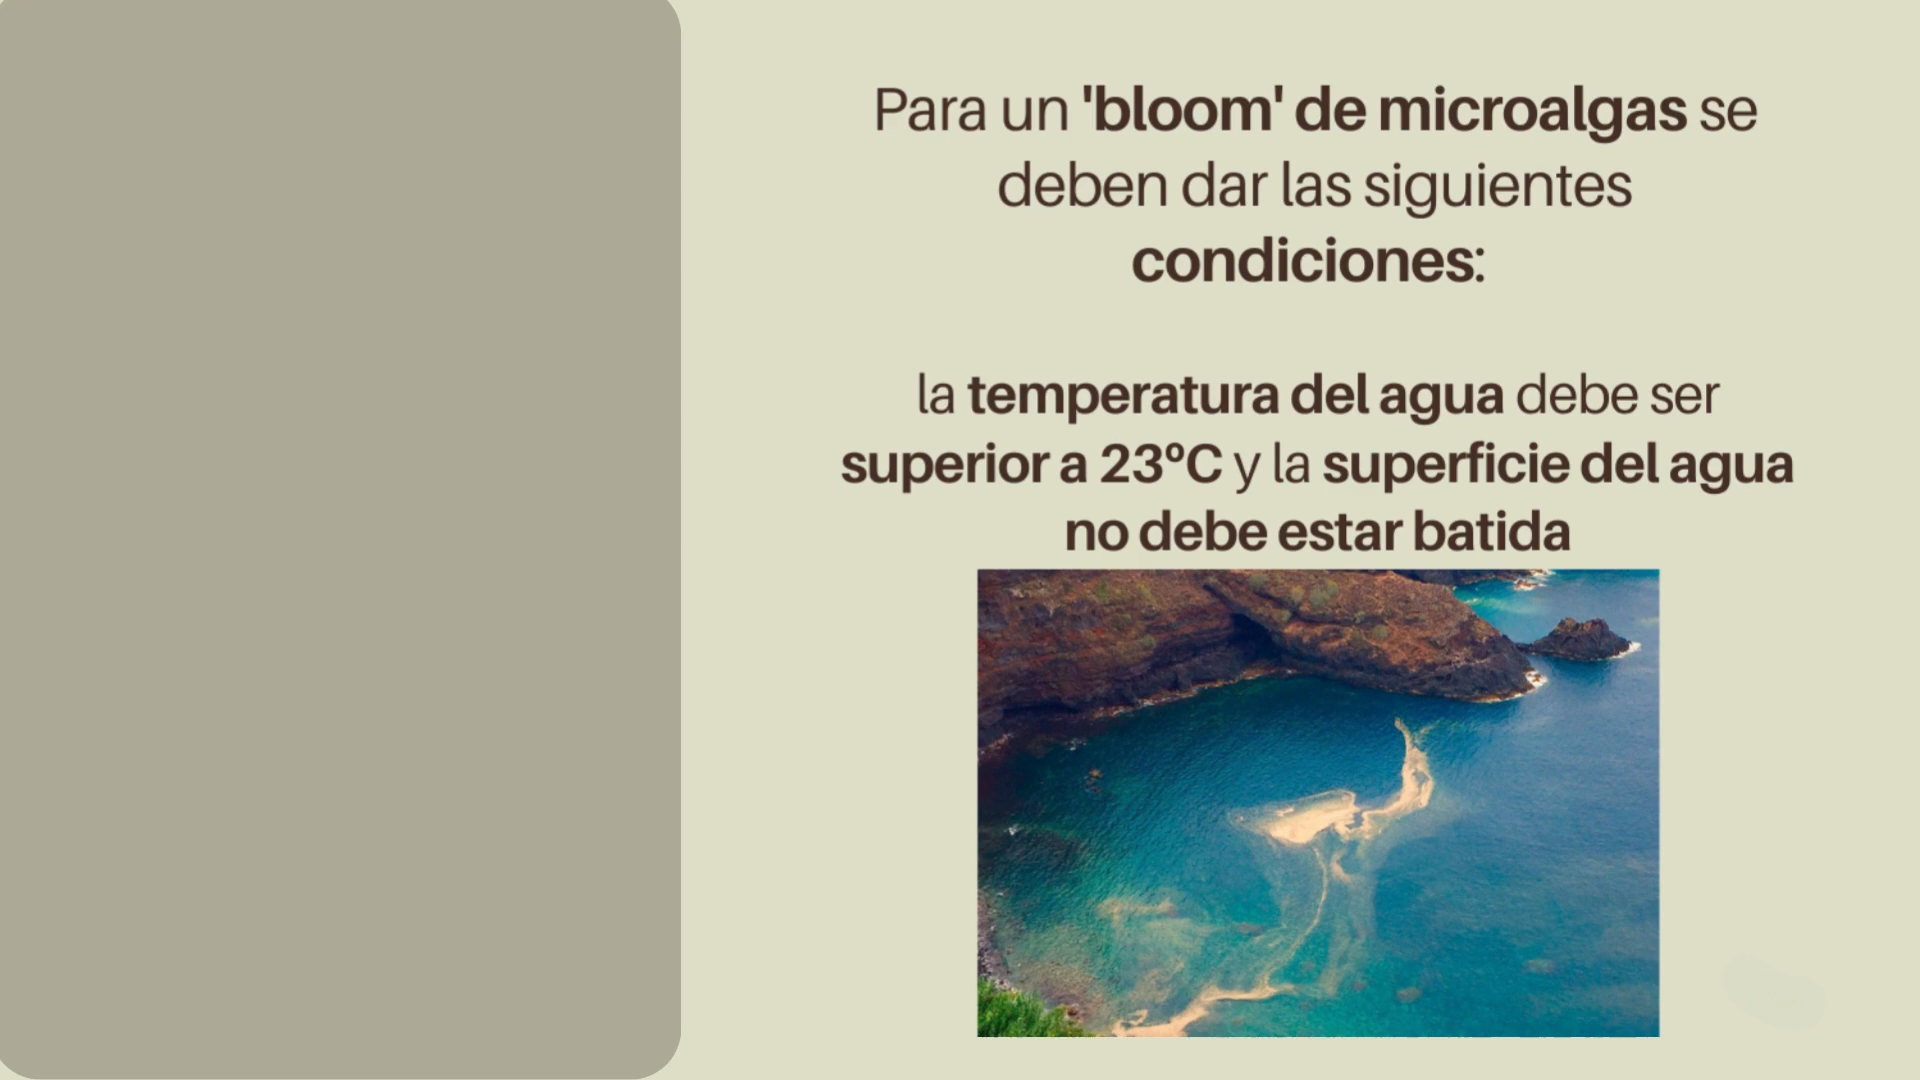 Para un 'bloom' de microalgas se
deben dar las siguientes
condiciones:
la temperatura del agua debe ser
superior a 23ºC y la superficie del agua
no debe estar batida